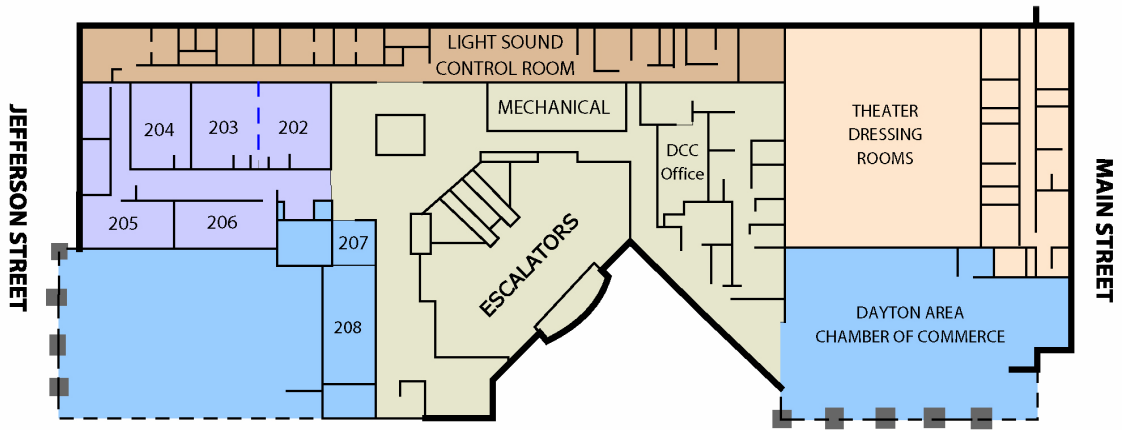 LIGHT SOUND
CONTROL ROOM
MECHANICAL
204
203
202
THEATER
DRESSING
ROOMS
DCC
Office
JEFFERSON STREET
MAIN STREET
205
206
207
ESCALATORS
208
DAYTON AREA
CHAMBER OF COMMERCE